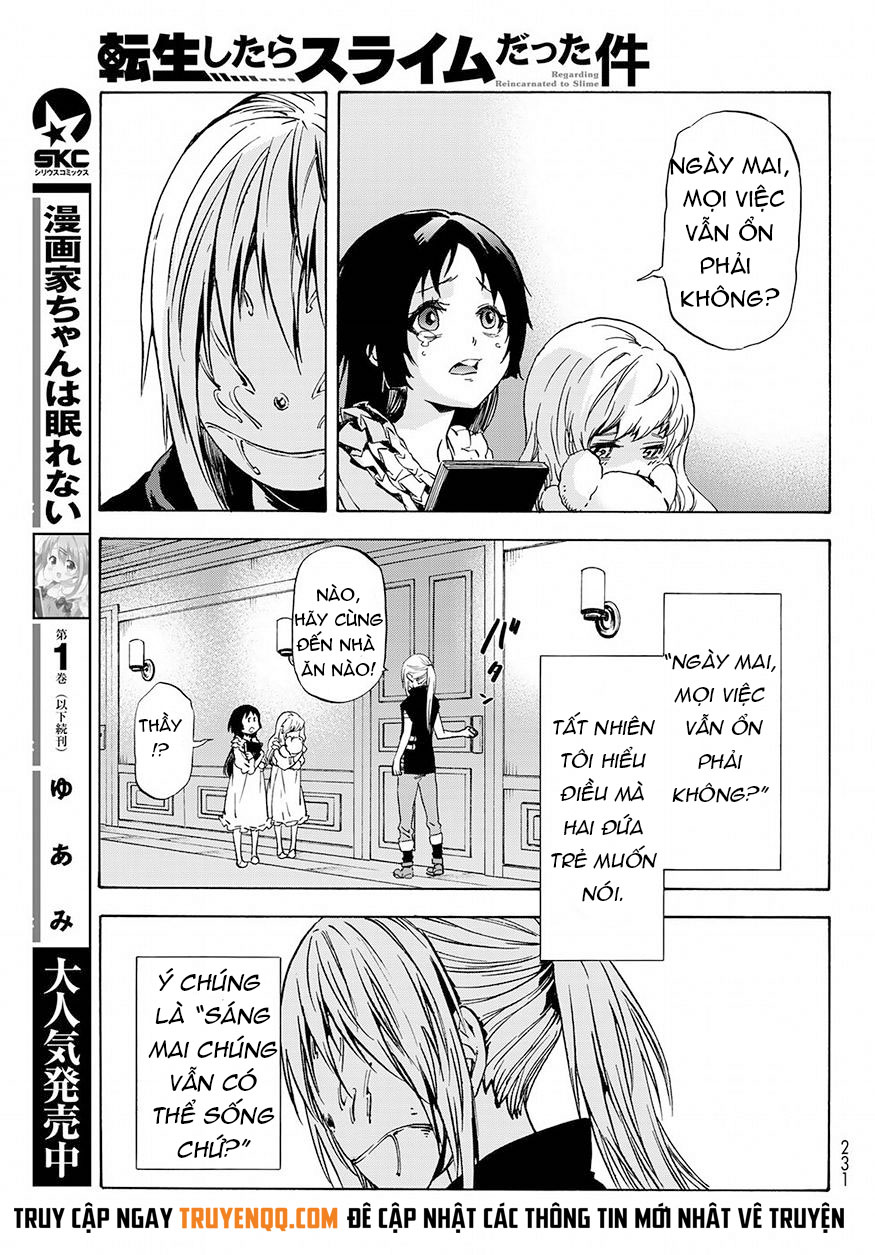 転生したらスライムだった件
Regarding
Reincarnated to Slime
SKC
シリウスコミックス
漫画家ちゃんは眠れない
第1巻(以下続刊)
ゆあみ
大人気発売中
NGÀY MAI,
MỌI VIỆC
VẪN ỔN
PHẢI
KHÔNG?
"NGÀY MAI,
MỌI VIỆC
VẪN ỔN
PHẢI
KHÔNG?"
TẤT NHIÊN
TÔI HIỂU
ĐIỀU MÀ
HAI ĐỨA
TRẺ MUỐN
NÓI.
バタン
NÀO,
HÃY CÙNG
ĐẾN NHÀ
ĂN NÀO!
THẦY
!?
Ý CHÚNG
LÀ "SÁNG
MAI CHÚNG
VẪN CÓ
THỂ SỐNG
CHỨ?"
231
TRUY CẬP NGAY TRUYENQQ.COM ĐỂ CẬP NHẬT CÁC THÔNG TIN MỚI NHẤT VỀ TRUYỆN